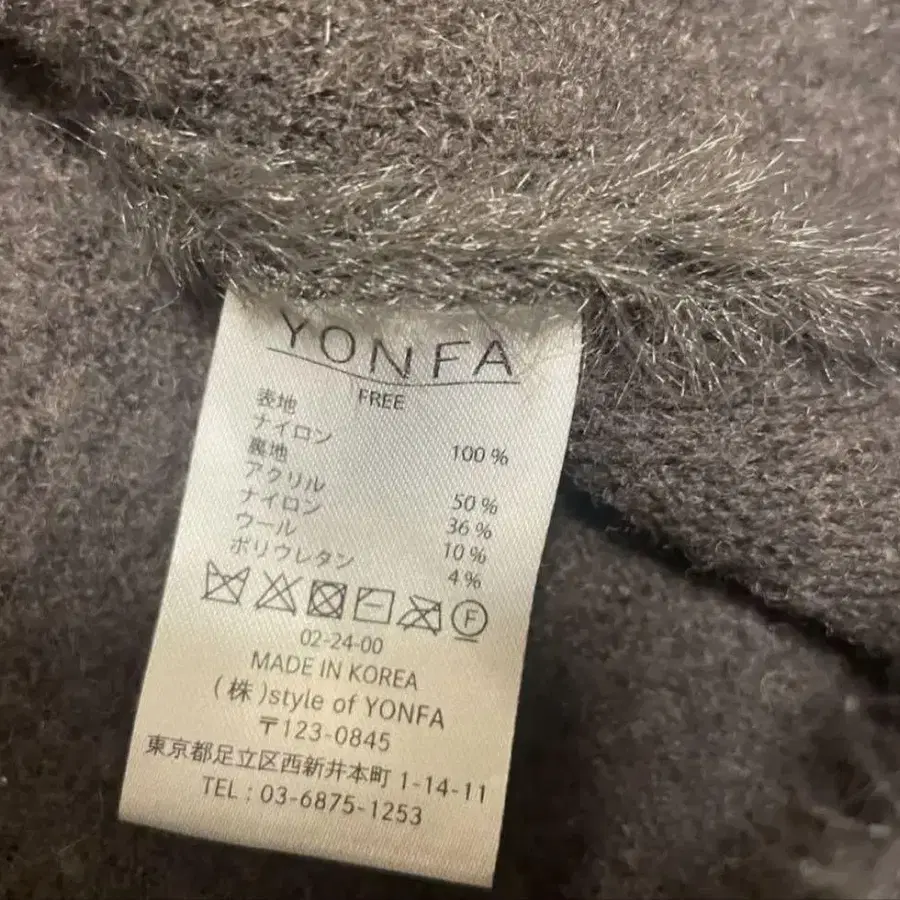 YONFA
FREE
表地
ナイロン 100 %
裏地
アクリル 50 %
ナイロン 36 %
ウール 10 %
ポリウレタン 4 %
F
02-24-00
MADE IN KOREA
(株)style of YONFA
〒123-0845
東京都足立区西新井本町 1-14-11
TEL : 03-6875-1253